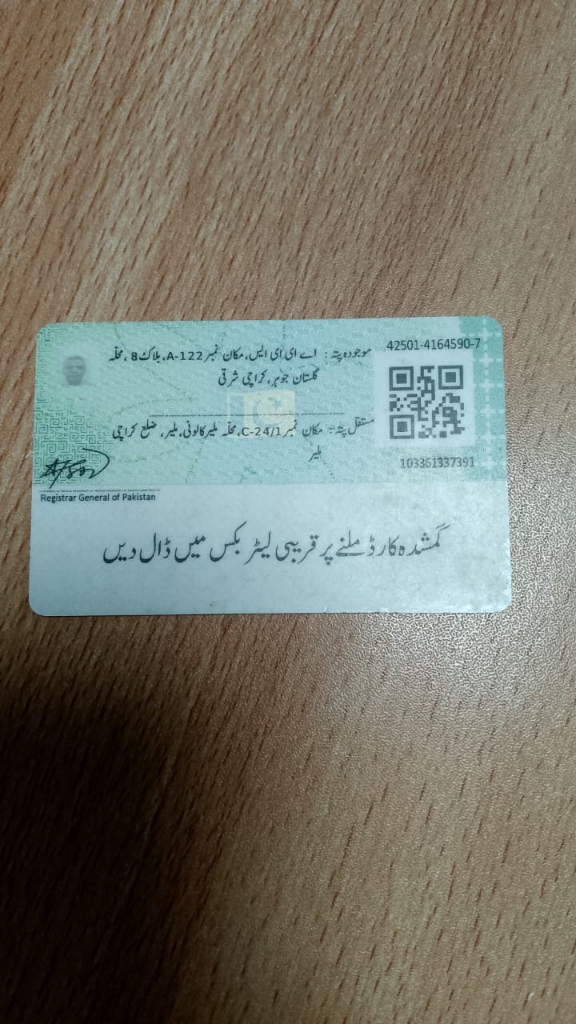 42501-4164590-7
موجودہ پتہ : اے ای ای ایس، مکان نمبر A-122، بلاک 8، محلہ
گلستان جوہر، کراچی شرقی
مستقل پتہ : مکان نمبر C-24/1، محلہ ملیر کالونی، ملیر، ضلع کراچی
ملیر
103361337391
Registrar General of Pakistan
گمشدہ کارڈ ملنے پر قریبی لیٹر بکس میں ڈال دیں